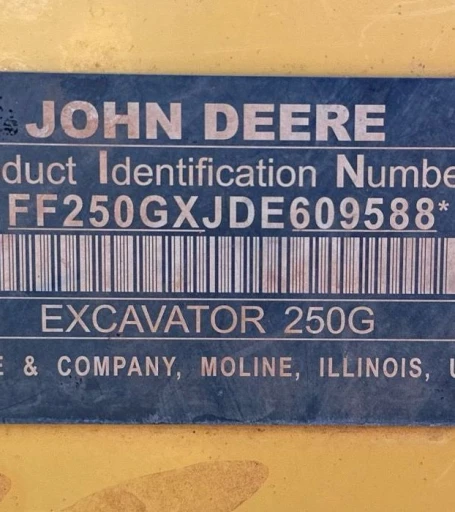 JOHN DEERE
duct Identification Numbe
FF250GXJDE609588*
EXCAVATOR 250G
E & COMPANY, MOLINE, ILLINOIS, U